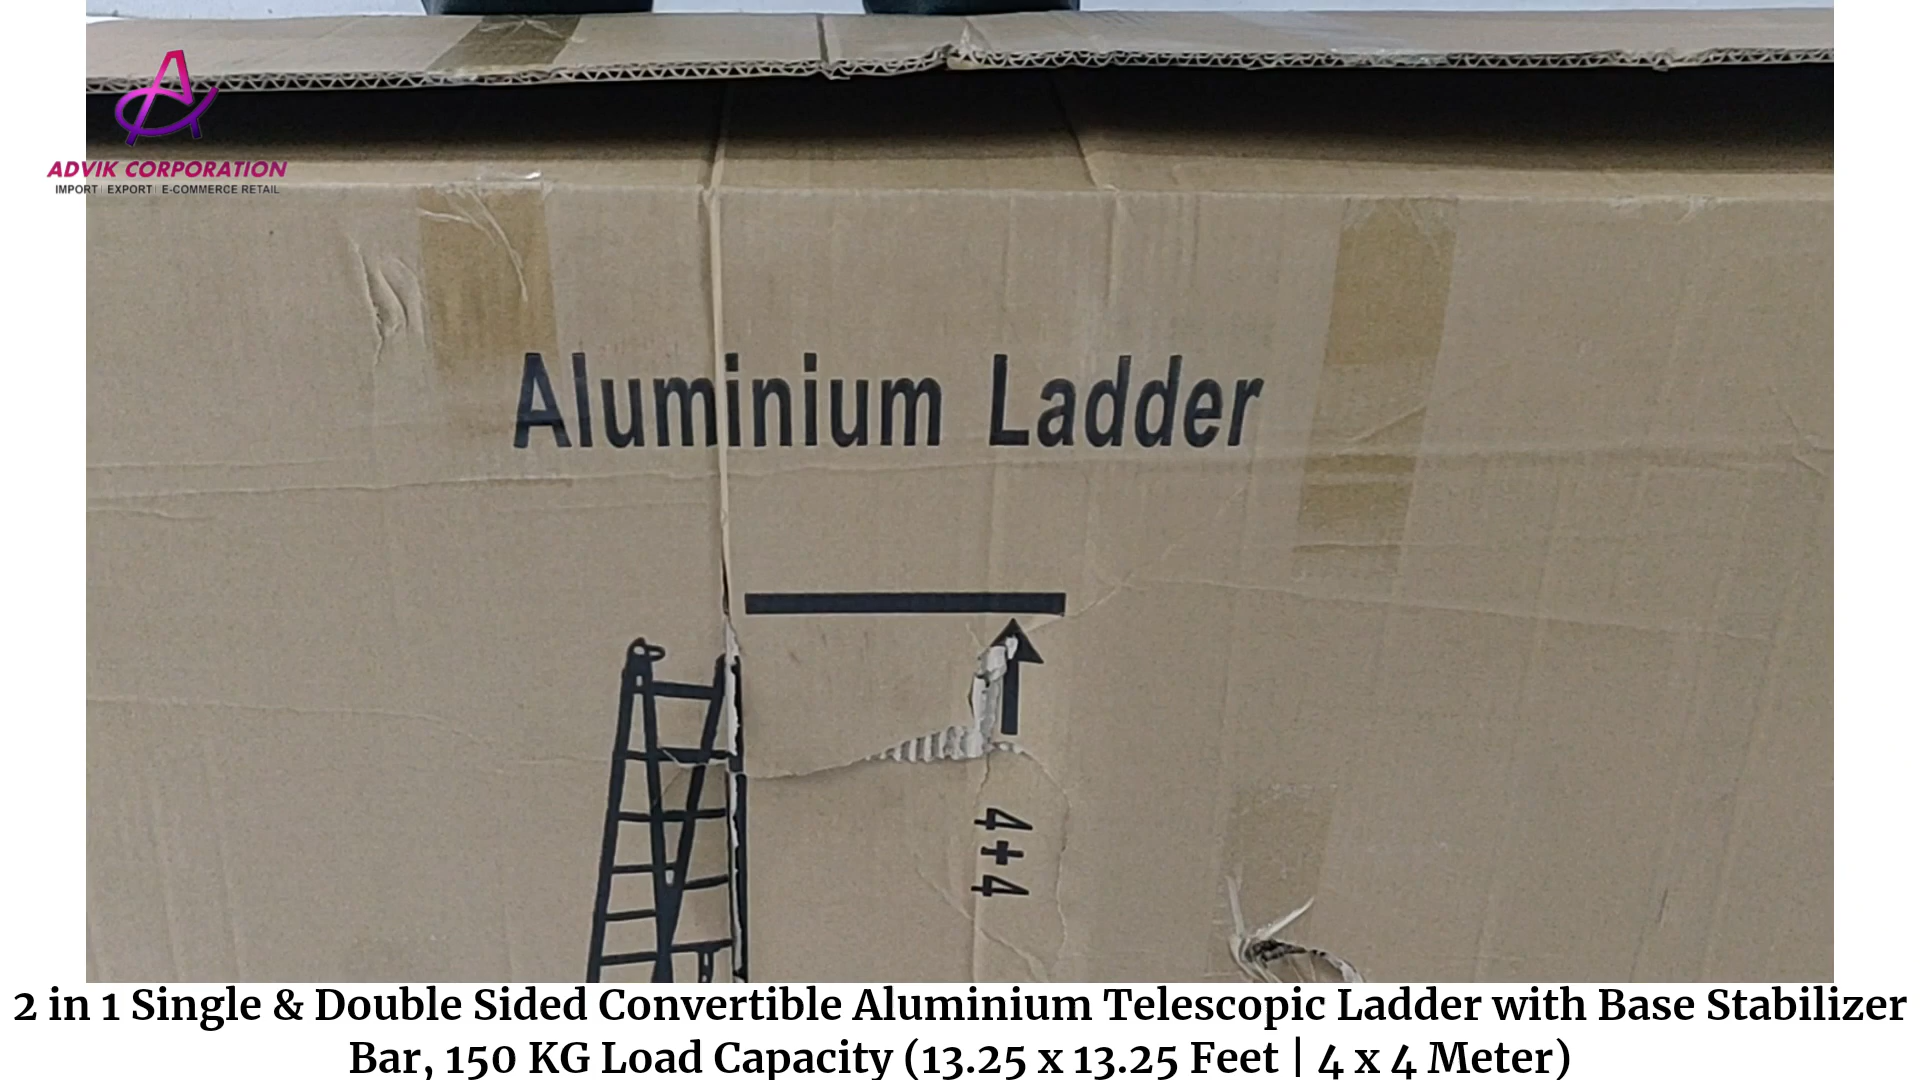 ADVIK CORPORATION
IMPORT | EXPORT | E-COMMERCE RETAIL
Aluminium Ladder
4+4
2 in 1 Single & Double Sided Convertible Aluminium Telescopic Ladder with Base Stabilizer
Bar, 150 KG Load Capacity (13.25 x 13.25 Feet | 4 x 4 Meter)